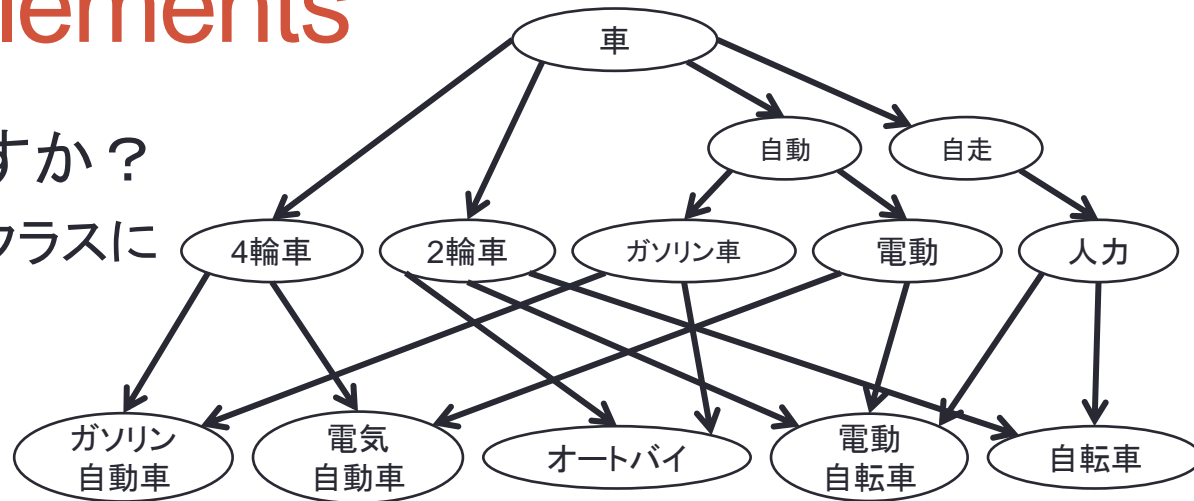 lements
車
すか？
自動
自走
クラスに
4輪車
2輪車
ガソリン車
電動
人力
ガソリン
自動車
電気
自動車
オートバイ
電動
自転車
自転車